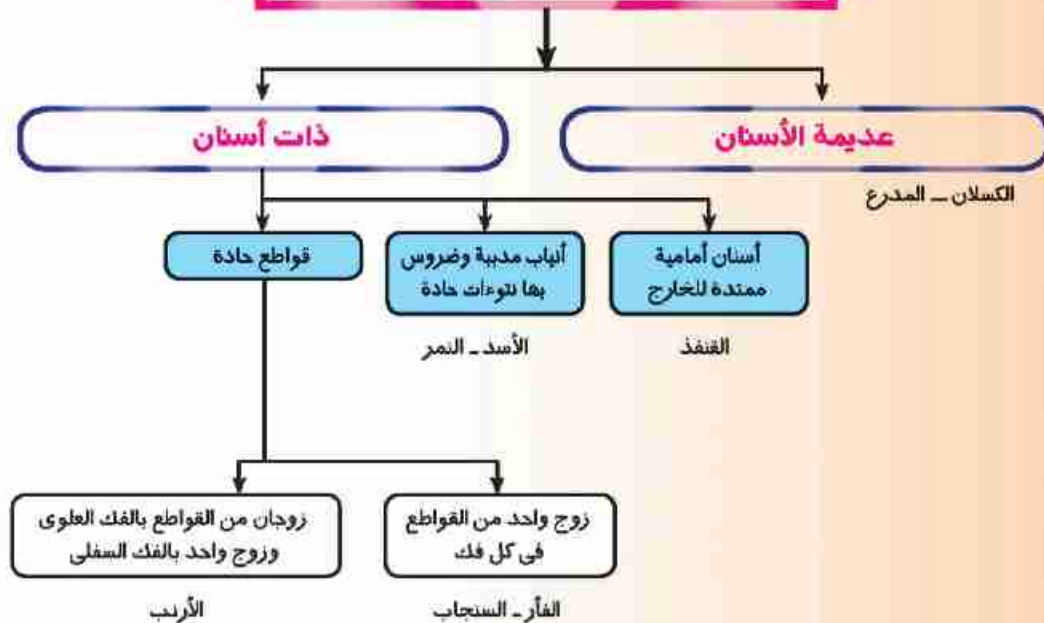 عديمة الأسنان
الكسلان – المدرع
ذات أسنان
أسنان أمامية
ممتدة للخارج
القنفذ
أنياب مدببة وضروس
بها نتوءات حادة
الأسد – النمر
قواطع حادة
زوج واحد من القواطع
فى كل فك
الفأر – السنجاب
زوجان من القواطع بالفك العلوى
وزوج واحد بالفك السفلى
الأرنب